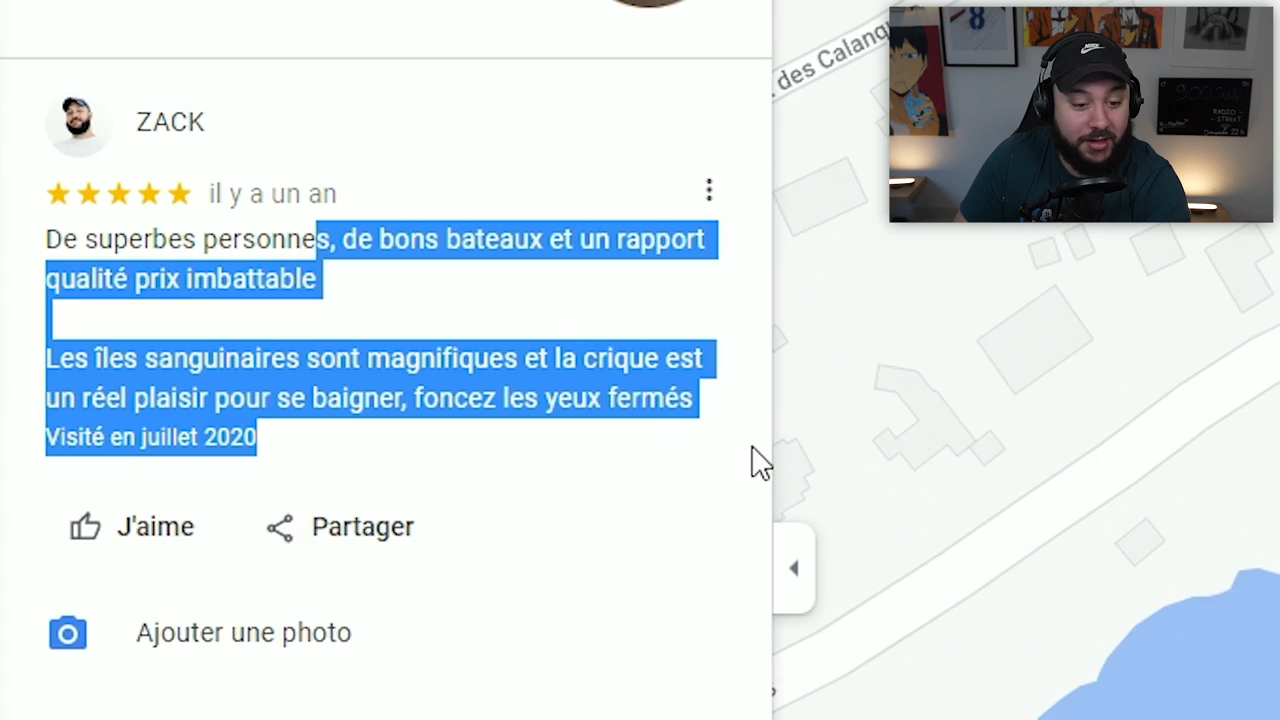 des Calanq
ZACK
il y a un an
De superbes personnes, de bons bateaux et un rapport
qualité prix imbattable
Les îles sanguinaires sont magnifiques et la crique est
un réel plaisir pour se baigner, foncez les yeux fermés
Visité en juillet 2020
J'aime
Partager
Ajouter une photo